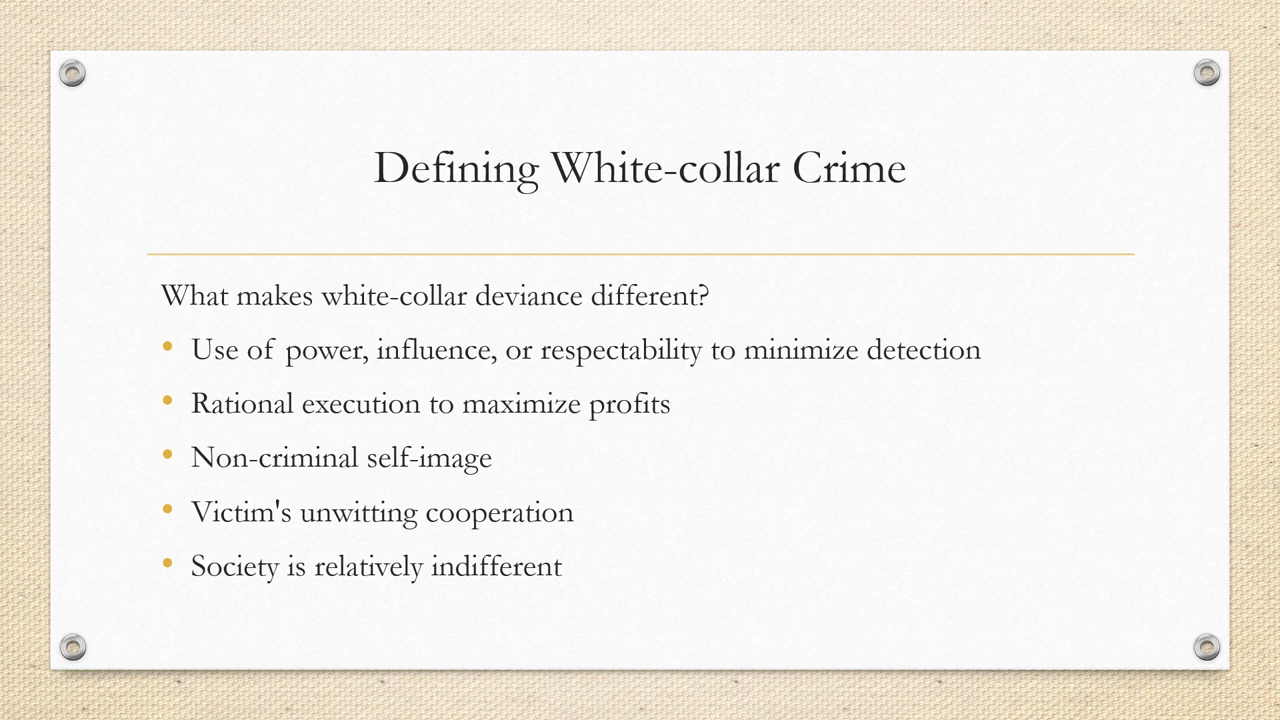 Defining White-collar Crime
What makes white-collar deviance different?
• Use of power, influence, or respectability to minimize detection
• Rational execution to maximize profits
• Non-criminal self-image
• Victim's unwitting cooperation
• Society is relatively indifferent